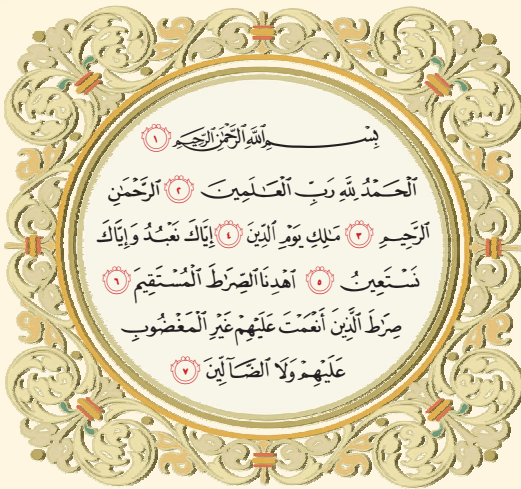 بِسْمِ ٱللَّهِ ٱلرَّحْمَٰنِ ٱلرَّحِيمِ ١
ٱلْحَمْدُ لِلَّهِ رَبِّ ٱلْعَـٰلَمِينَ ٢ ٱلرَّحْمَٰنِ
ٱلرَّحِيمِ ٣ مَـٰلِكِ يَوْمِ ٱلدِّينِ ٤ إِيَّاكَ نَعْبُدُ وَإِيَّاكَ
نَسْتَعِينُ ٥ ٱهْدِنَا ٱلصِّرَٰطَ ٱلْمُسْتَقِيمَ ٦
صِرَٰطَ ٱلَّذِينَ أَنْعَمْتَ عَلَيْهِمْ غَيْرِ ٱلْمَغْضُوبِ
عَلَيْهِمْ وَلَا ٱلضَّآلِّينَ ٧